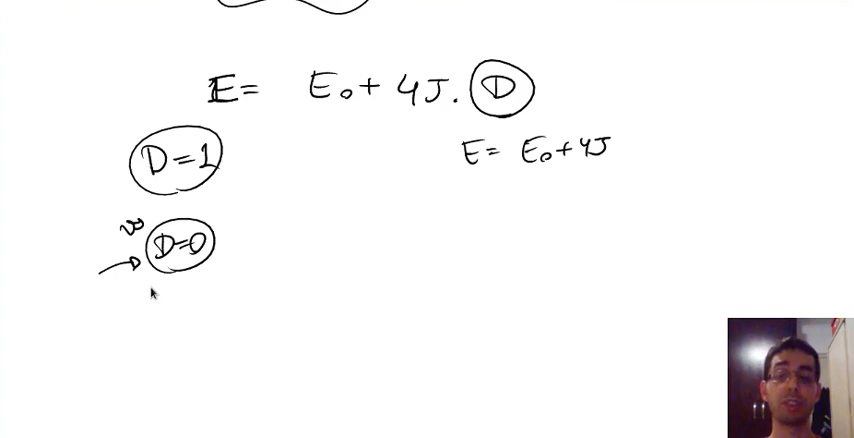 E = E₀ + 4J. D
D=1
E = E₀+4J
D=0